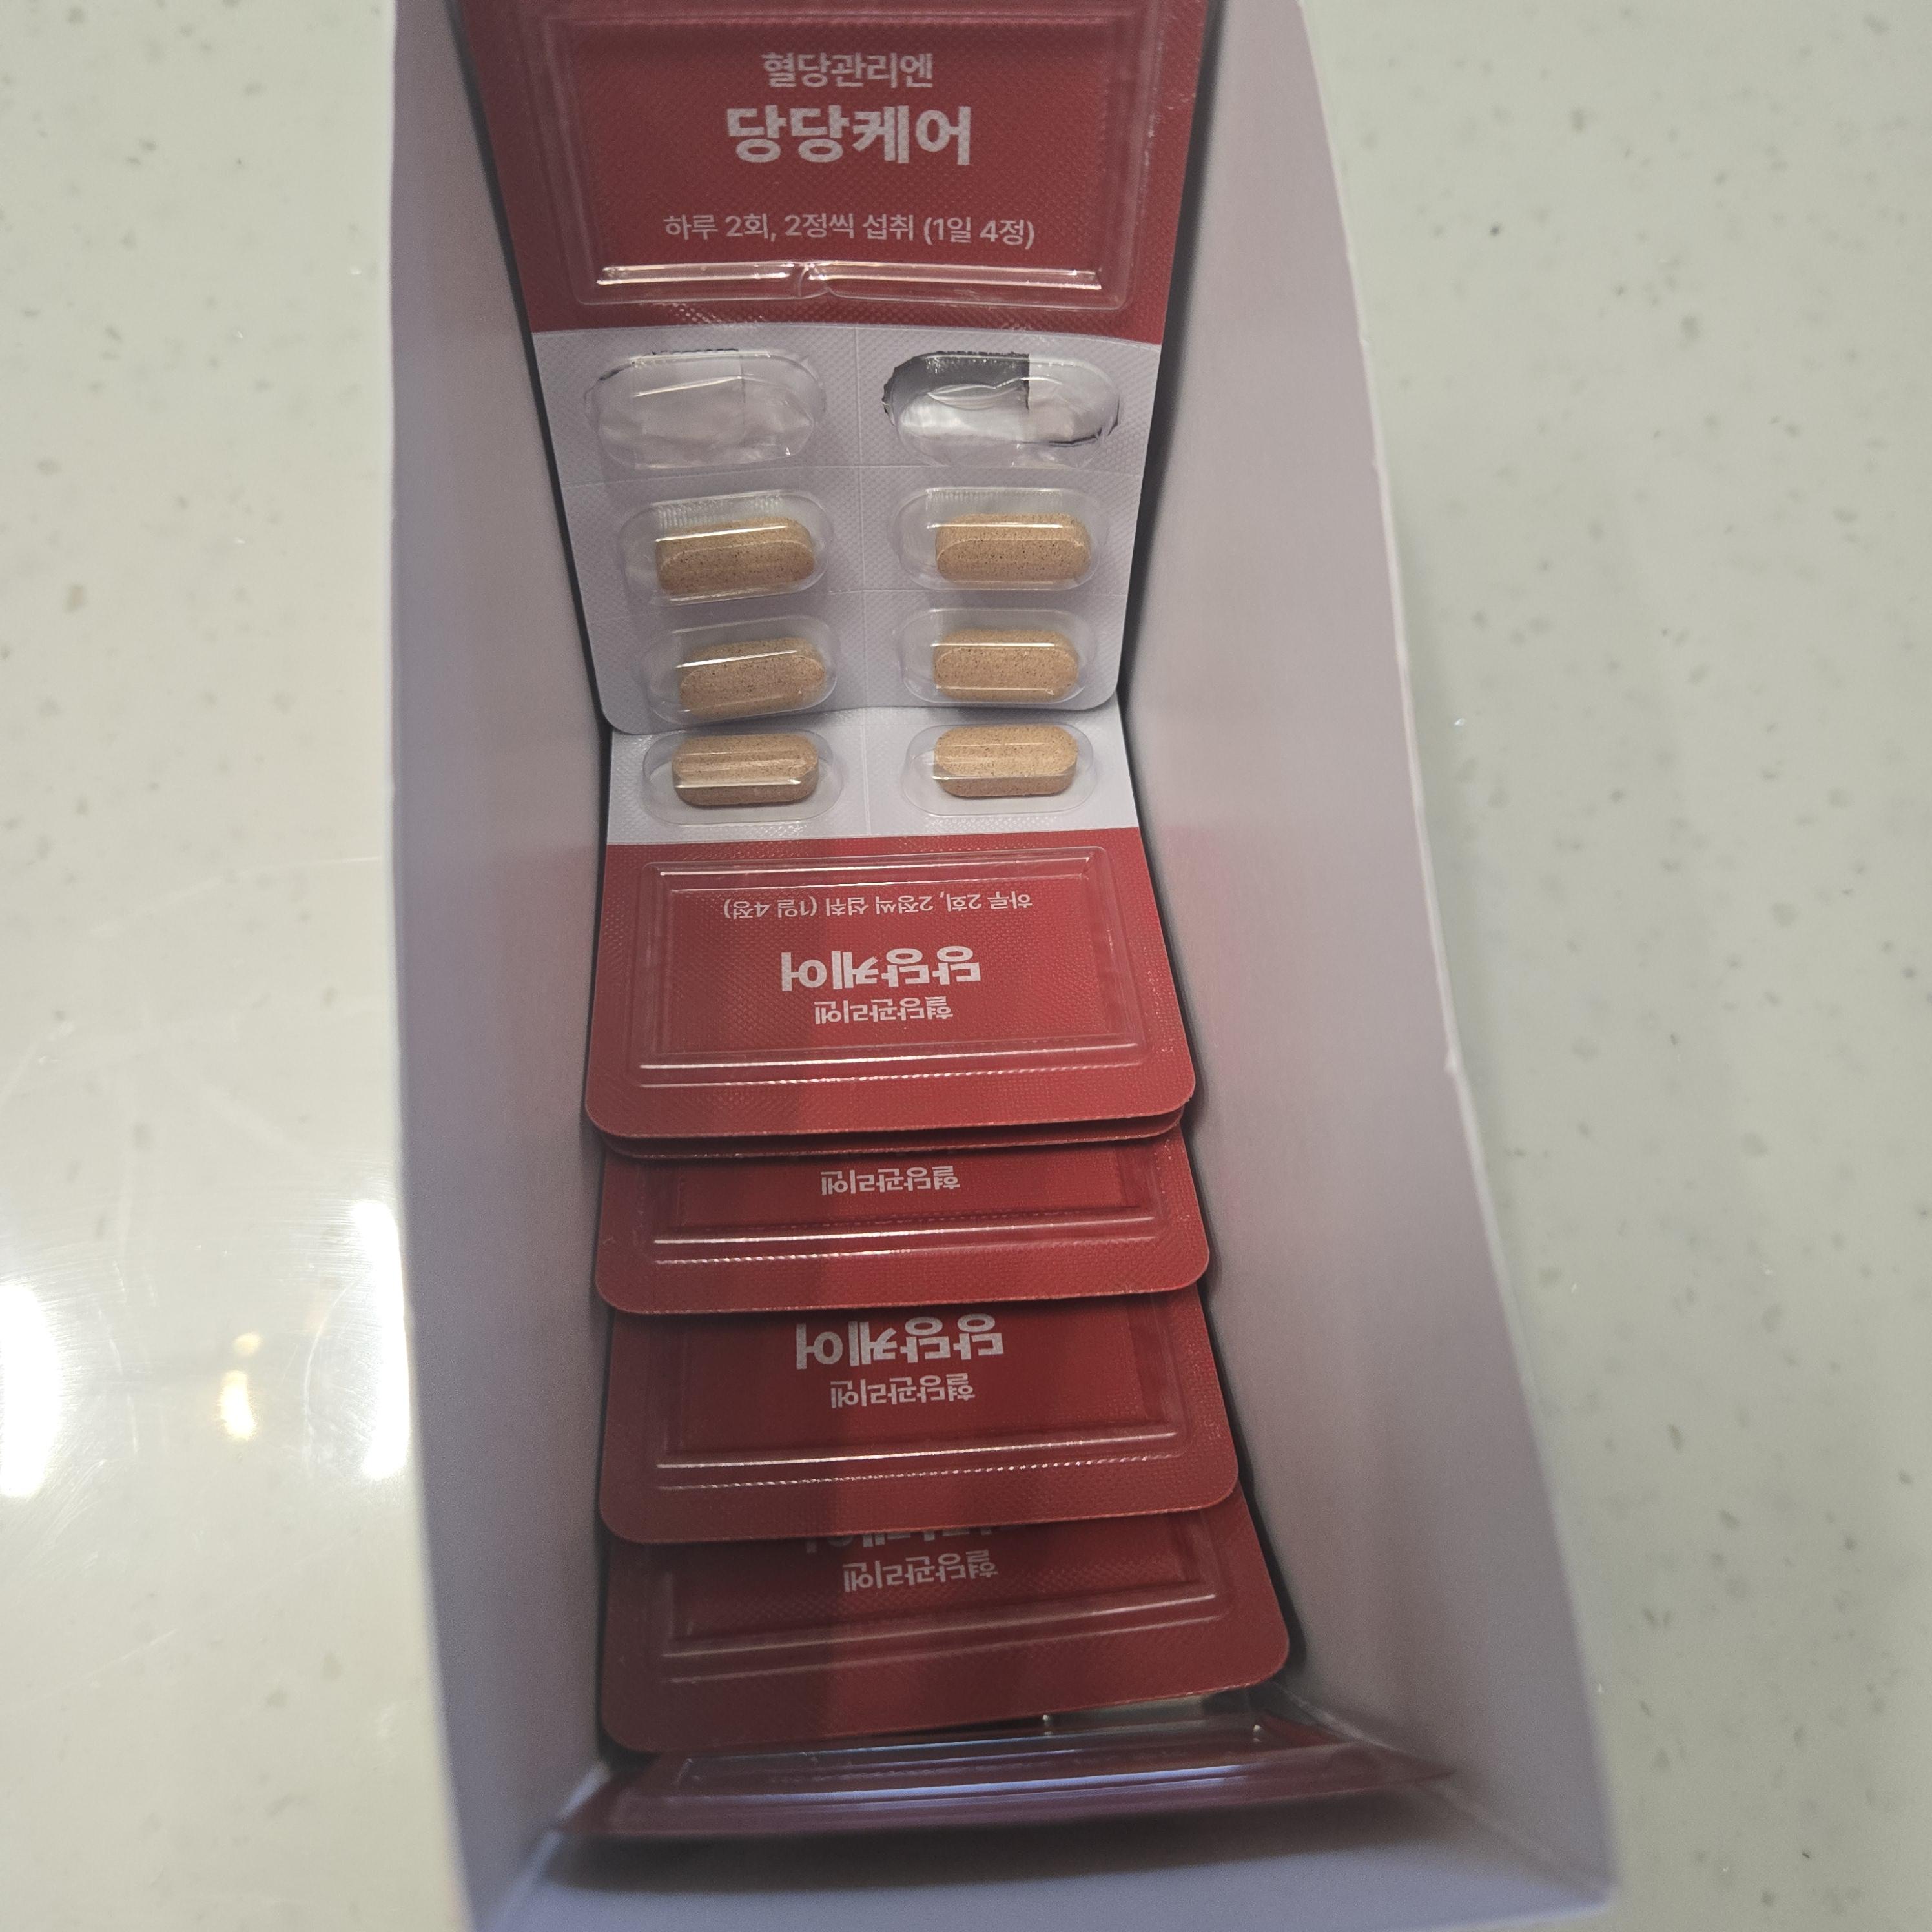 혈당관리엔
당당케어
하루 2회, 2정씩 섭취 (1일 4정)
하루 2회, 2정씩 섭취 (1일 4정)
당당케어
혈당관리엔
혈당관리엔
당당케어
혈당관리엔
혈당관리엔